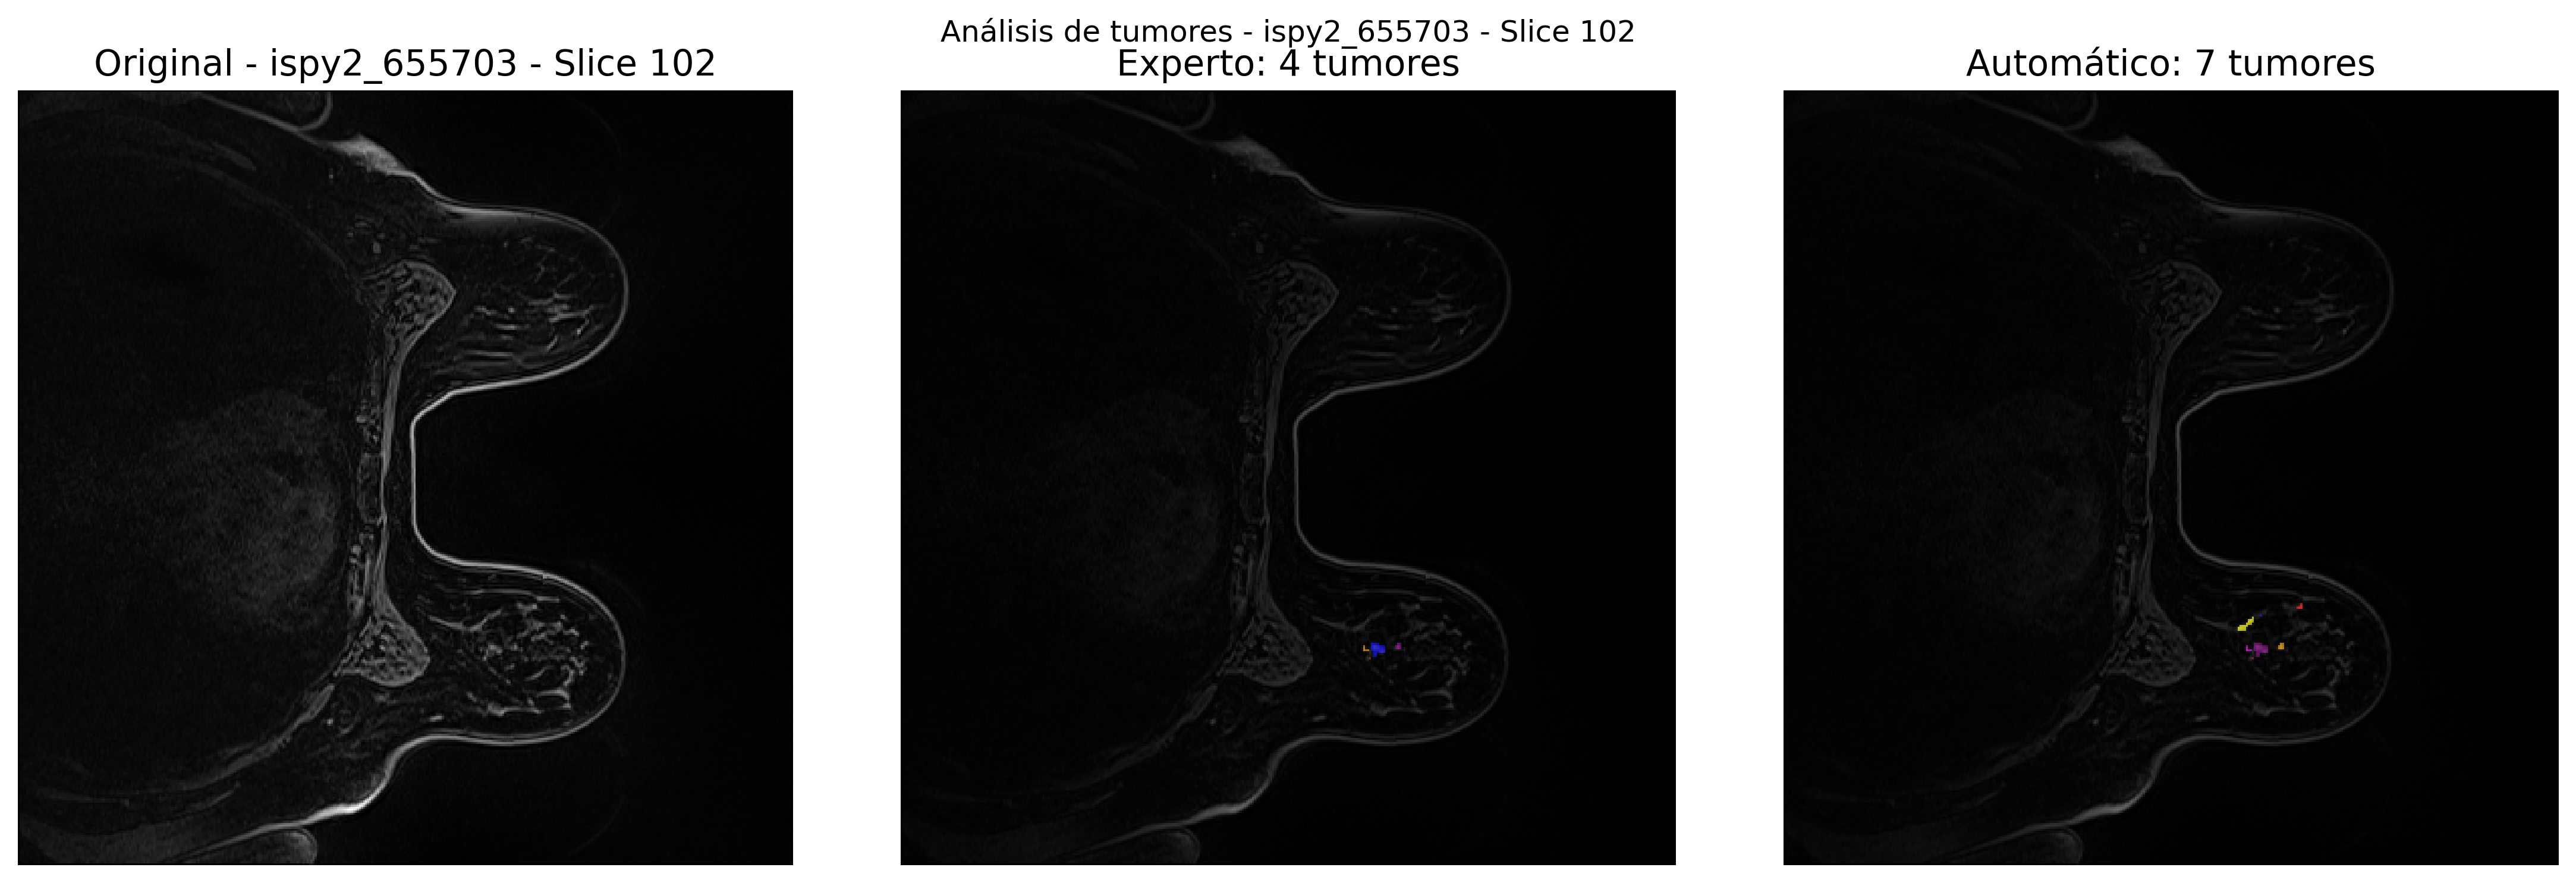 Análisis de tumores - ispy2_655703 - Slice 102
Original - ispy2_655703 - Slice 102
Experto: 4 tumores
Automático: 7 tumores